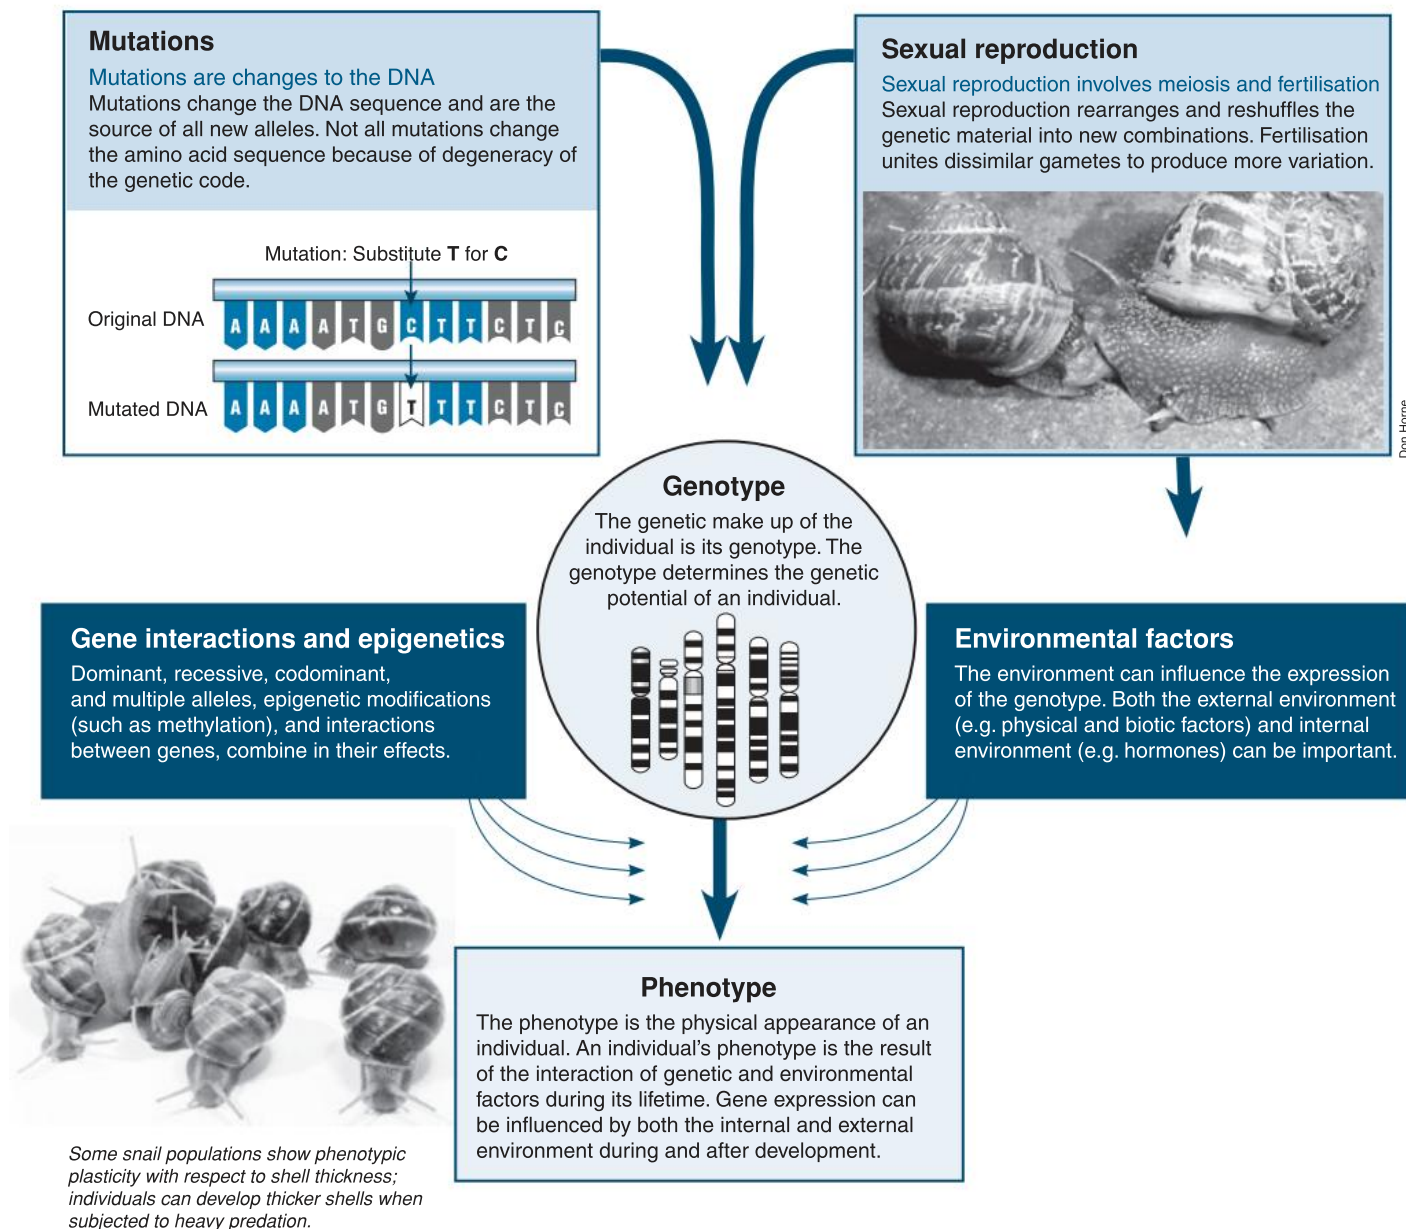 Mutations
Mutations are changes to the DNA
Mutations change the DNA sequence and are the
source of all new alleles. Not all mutations change
the amino acid sequence because of degeneracy of
the genetic code.
Mutation: Substitute T for C
Original DNA
A A A A T G C T T C T C
Mutated DNA
A A A A T G T T T C T C
Sexual reproduction
Sexual reproduction involves meiosis and fertilisation
Sexual reproduction rearranges and reshuffles the
genetic material into new combinations. Fertilisation
unites dissimilar gametes to produce more variation.
Don Horne
Genotype
The genetic make up of the
individual is its genotype. The
genotype determines the genetic
potential of an individual.
Gene interactions and epigenetics
Dominant, recessive, codominant,
and multiple alleles, epigenetic modifications
(such as methylation), and interactions
between genes, combine in their effects.
Environmental factors
The environment can influence the expression
of the genotype. Both the external environment
(e.g. physical and biotic factors) and internal
environment (e.g. hormones) can be important.
Phenotype
The phenotype is the physical appearance of an
individual. An individual's phenotype is the result
of the interaction of genetic and environmental
factors during its lifetime. Gene expression can
be influenced by both the internal and external
environment during and after development.
Some snail populations show phenotypic
plasticity with respect to shell thickness;
individuals can develop thicker shells when
subjected to heavy predation.